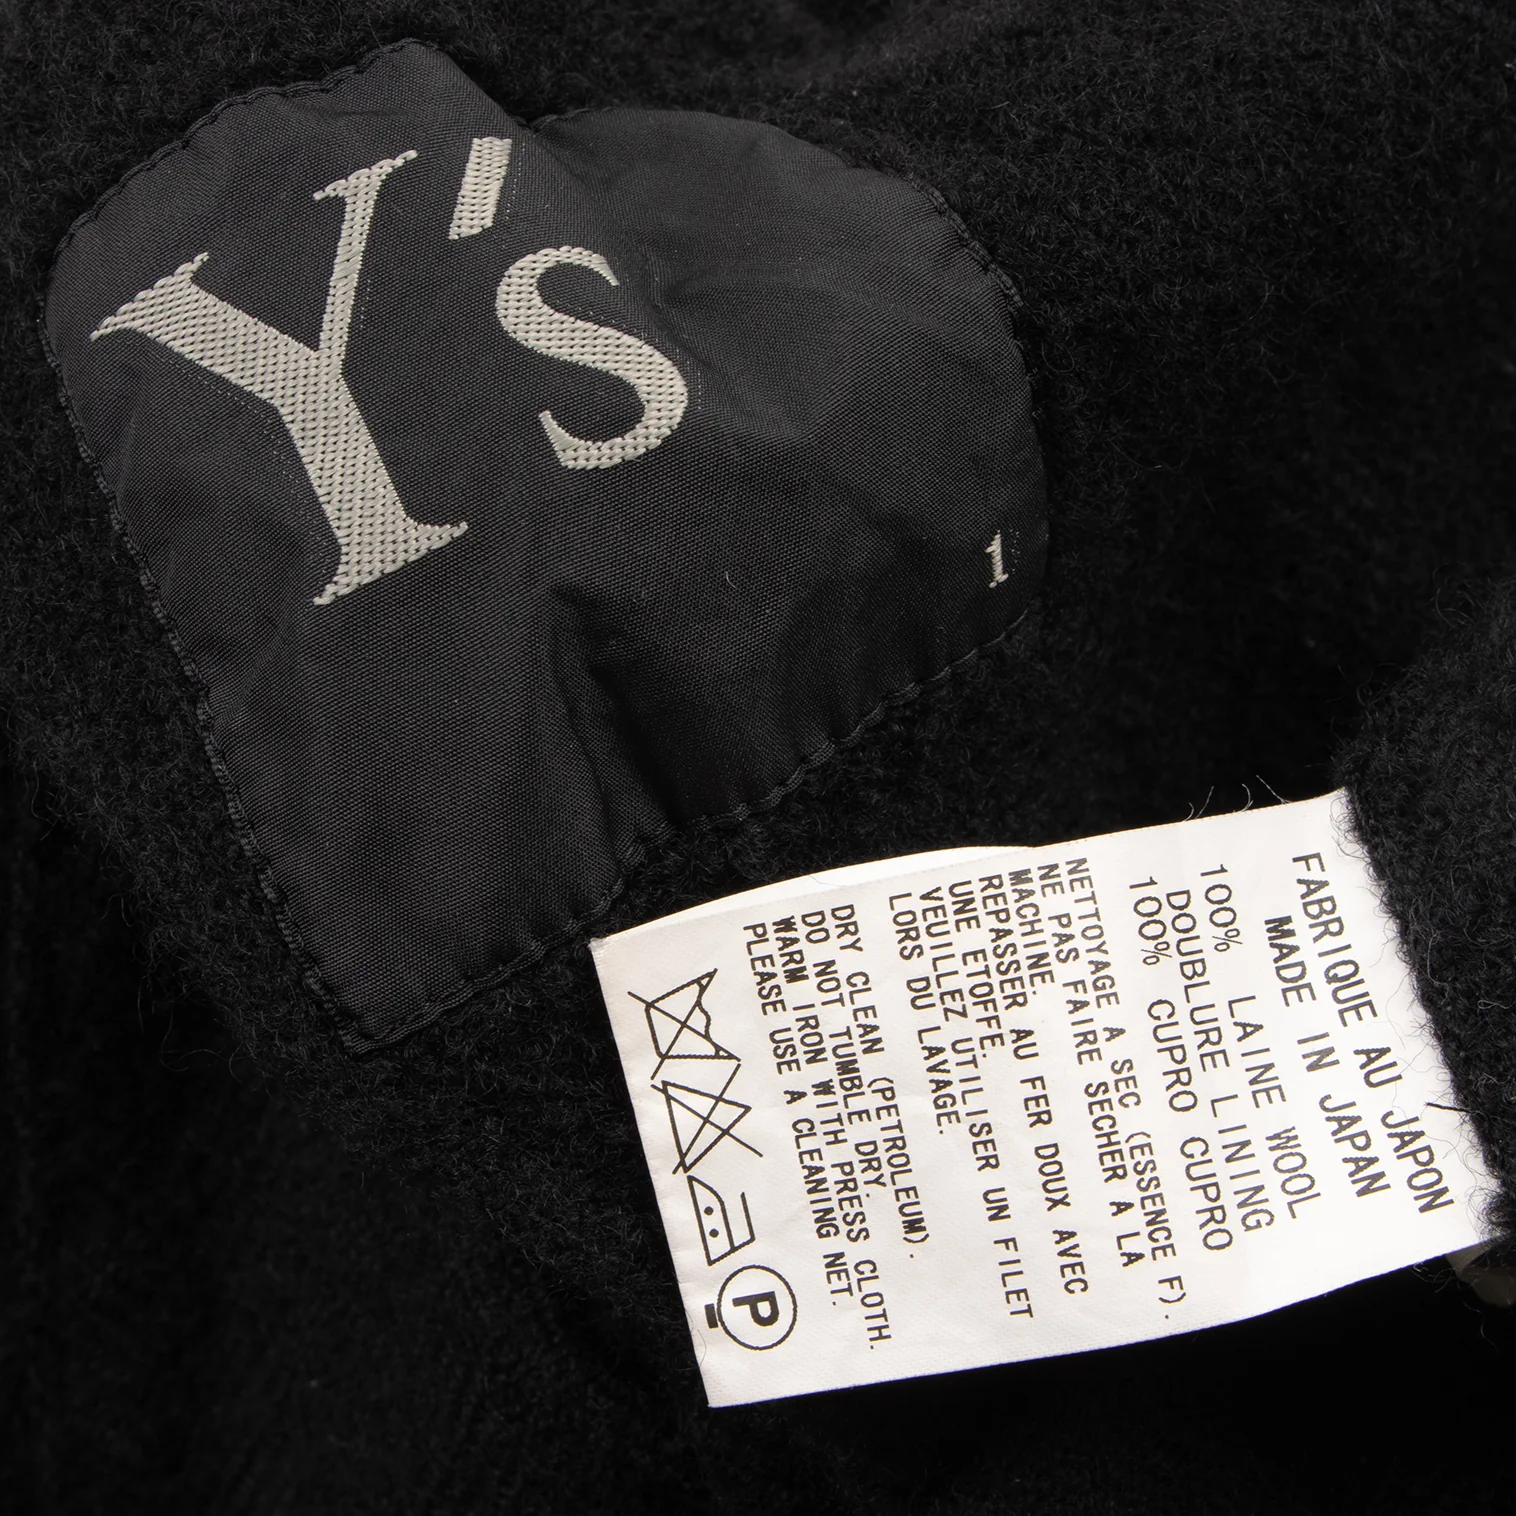 Y's
1
FABRIQUE AU JAPON
MADE IN JAPAN
100% LAINE WOOL
DOUBLURE LINING
100% CUPRO CUPRO
NETTOYAGE A SEC (ESSENCE F).
NE PAS FAIRE SECHER A LA
MACHINE.
REPASSER AU FER DOUX AVEC
UNE ETOFFE.
VEUILLEZ UTILISER UN FILET
LORS DU LAVAGE.
DRY CLEAN (PETROLEUM).
DO NOT TUMBLE DRY.
WARM IRON WITH PRESS CLOTH.
PLEASE USE A CLEANING NET.
P